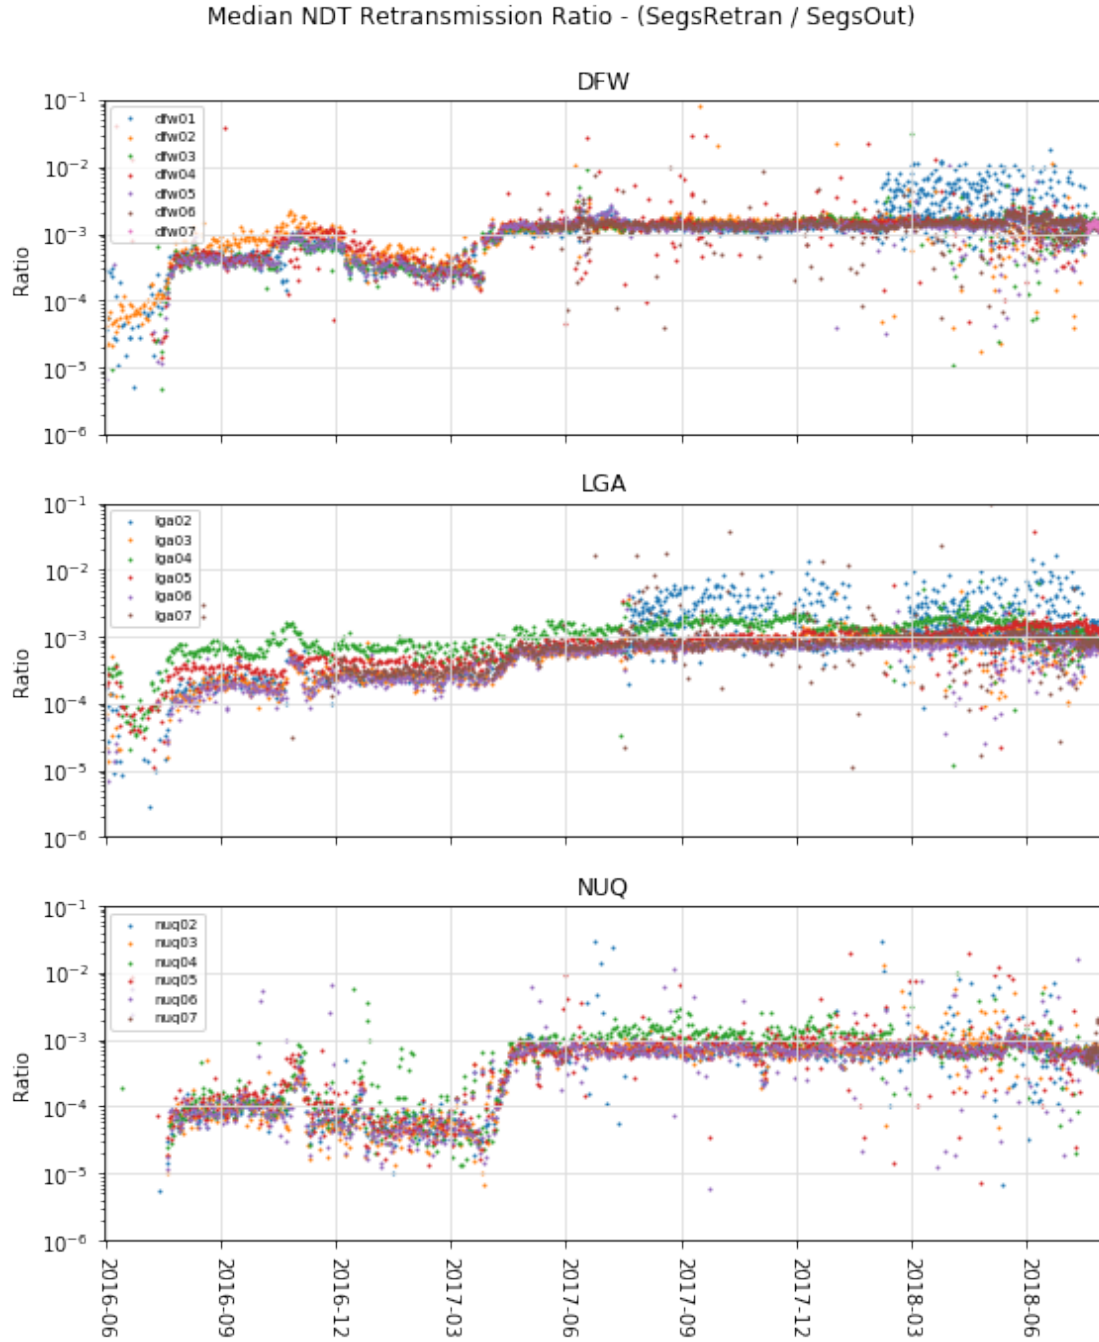 Median NDT Retransmission Ratio - (SegsRetran / SegsOut)
DFW
10⁻¹
10⁻²
10⁻³
10⁻⁴
10⁻⁵
10⁻⁶
Ratio
dfw01
dfw02
dfw03
dfw04
dfw05
dfw06
dfw07
LGA
10⁻¹
10⁻²
10⁻³
10⁻⁴
10⁻⁵
10⁻⁶
Ratio
lga02
lga03
lga04
lga05
lga06
lga07
NUQ
10⁻¹
10⁻²
10⁻³
10⁻⁴
10⁻⁵
10⁻⁶
Ratio
nuq02
nuq03
nuq04
nuq05
nuq06
nuq07
2016-06
2016-09
2016-12
2017-03
2017-06
2017-09
2017-12
2018-03
2018-06